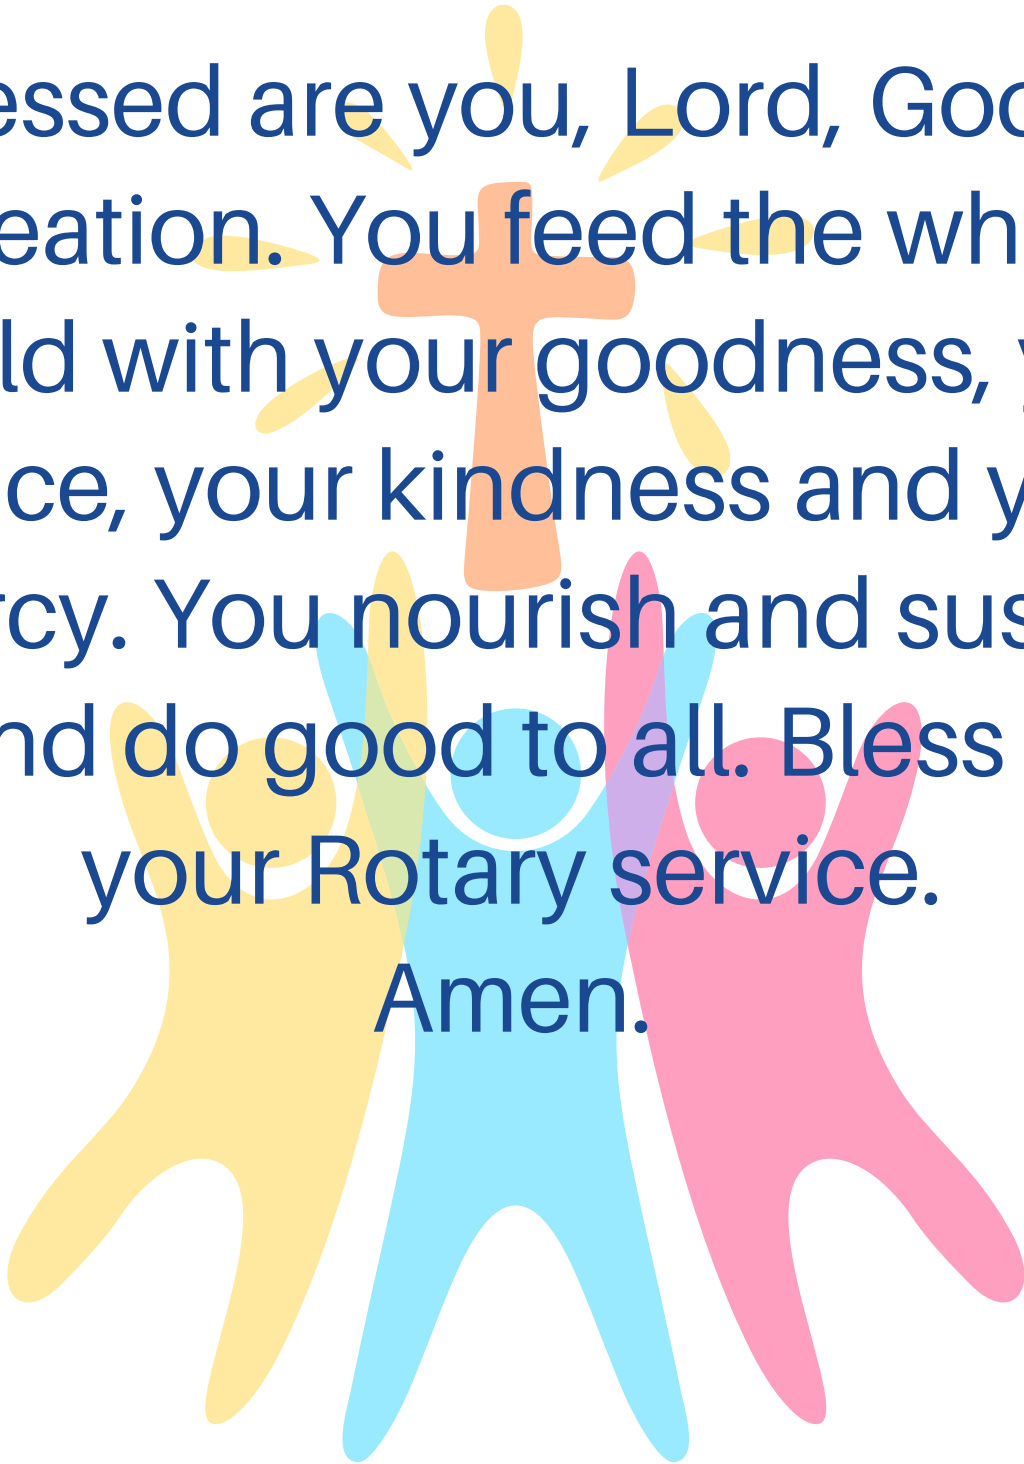 essed are you, Lord, Go
eation. You feed the wh
ld with your goodness,
ce, your kindness and y
rcy. You nourish and sus
nd do good to all. Bless
your Rotary service.
Amen.